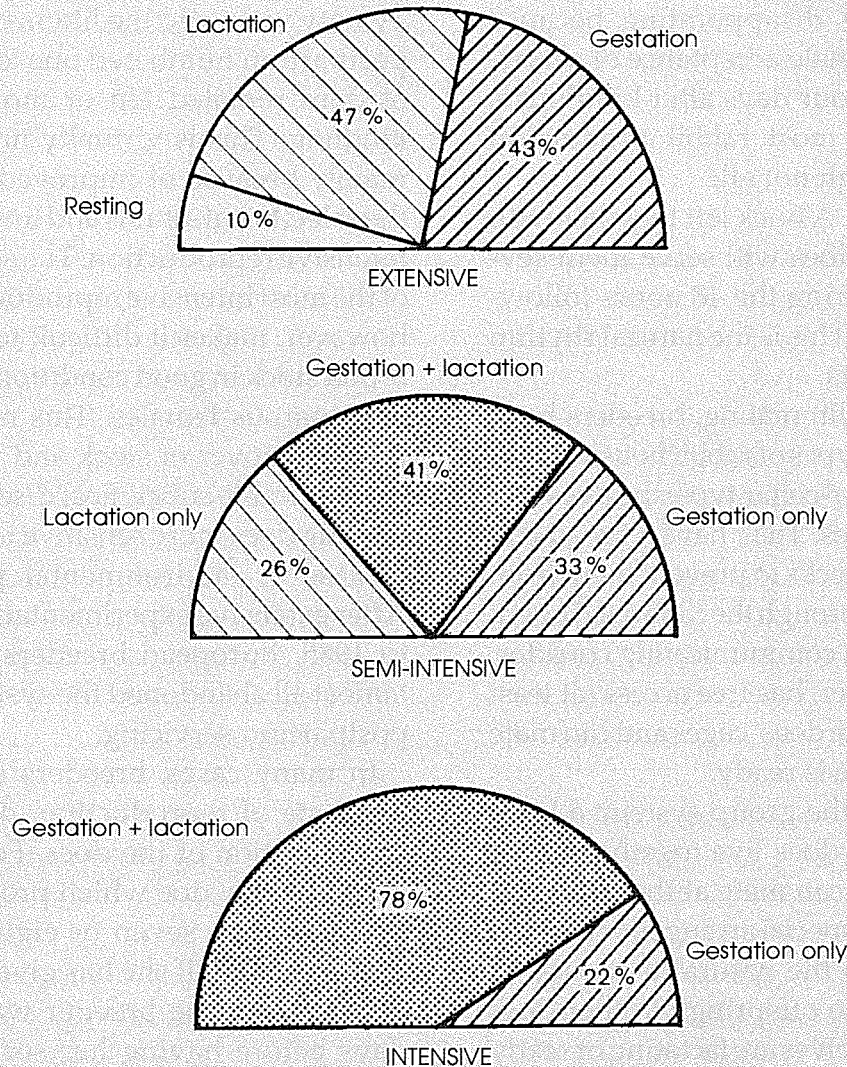 Lactation
Gestation
47%
43%
Resting
10%
EXTENSIVE
Gestation + lactation
41%
Lactation only
Gestation only
26%
33%
SEMI-INTENSIVE
Gestation + lactation
78%
Gestation only
22%
INTENSIVE